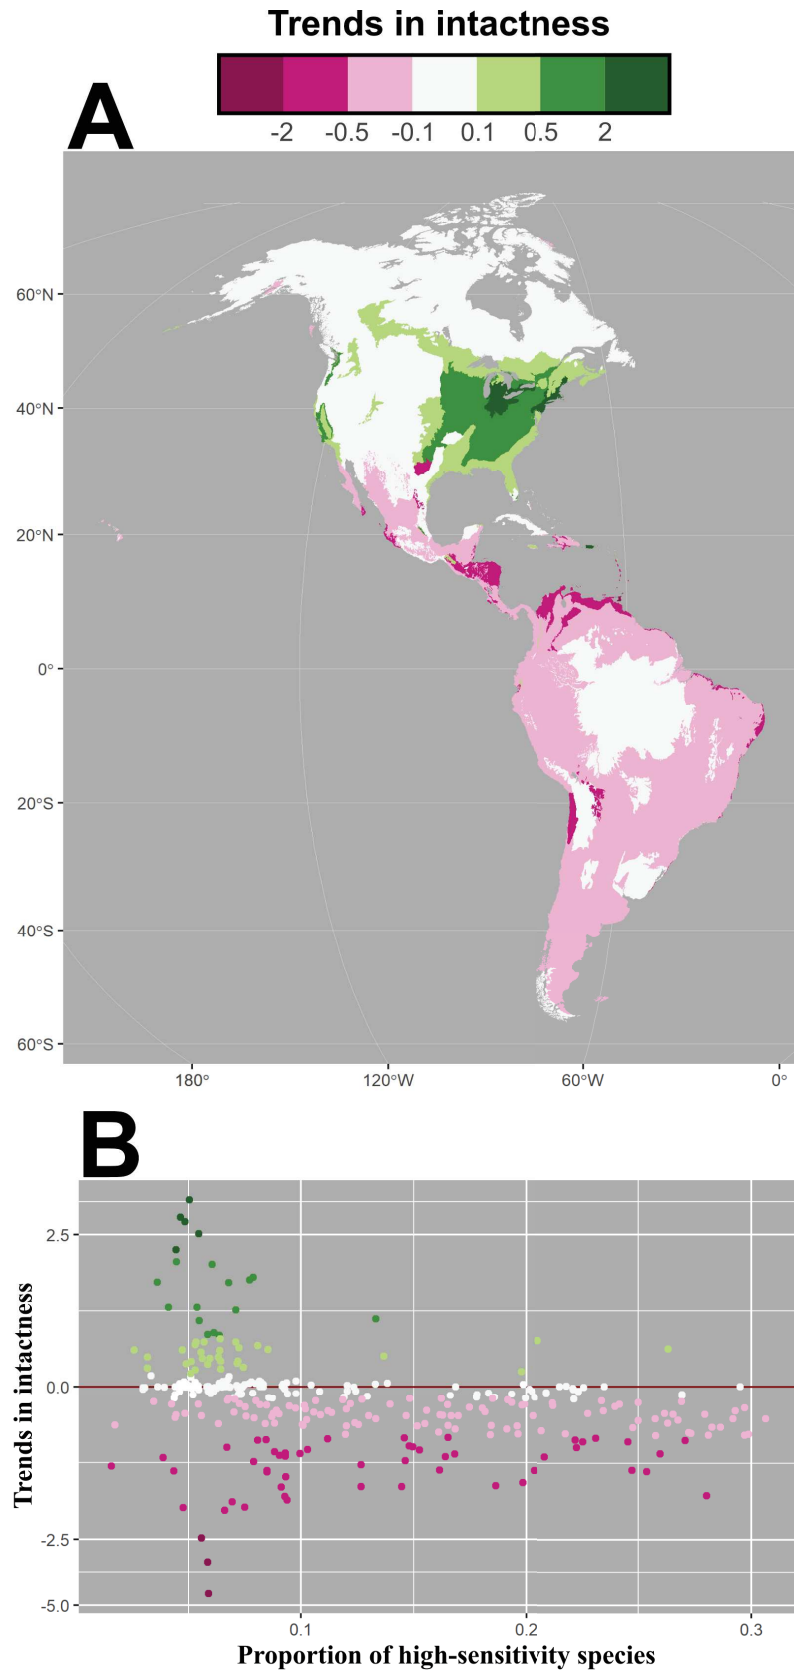 Trends in intactness
-2 -0.5 -0.1 0.1 0.5 2
A
60°N
40°N
20°N
0°
20°S
40°S
60°S
180° 120°W 60°W 0°
B
2.5
0.0
-2.5
-5.0
Trends in intactness
0.1 0.2 0.3
Proportion of high-sensitivity species